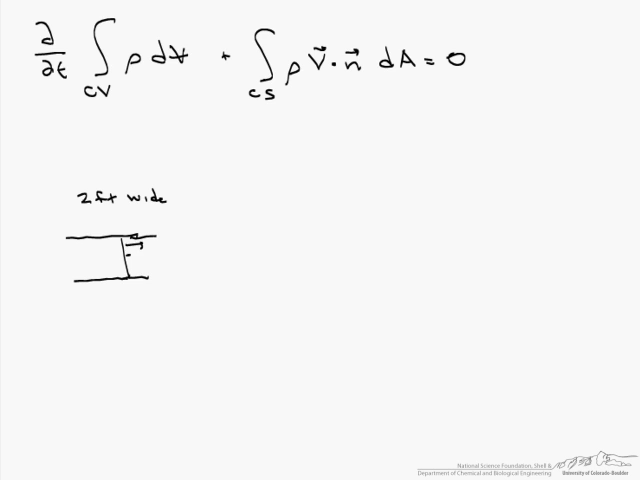 ∂/∂t ∫CV ρ dV + ∫CS ρ V⃗ · n⃗ dA = 0
2 ft wide
National Science Foundation, Shell &
Department of Chemical and Biological Engineering
University of Colorado-Boulder